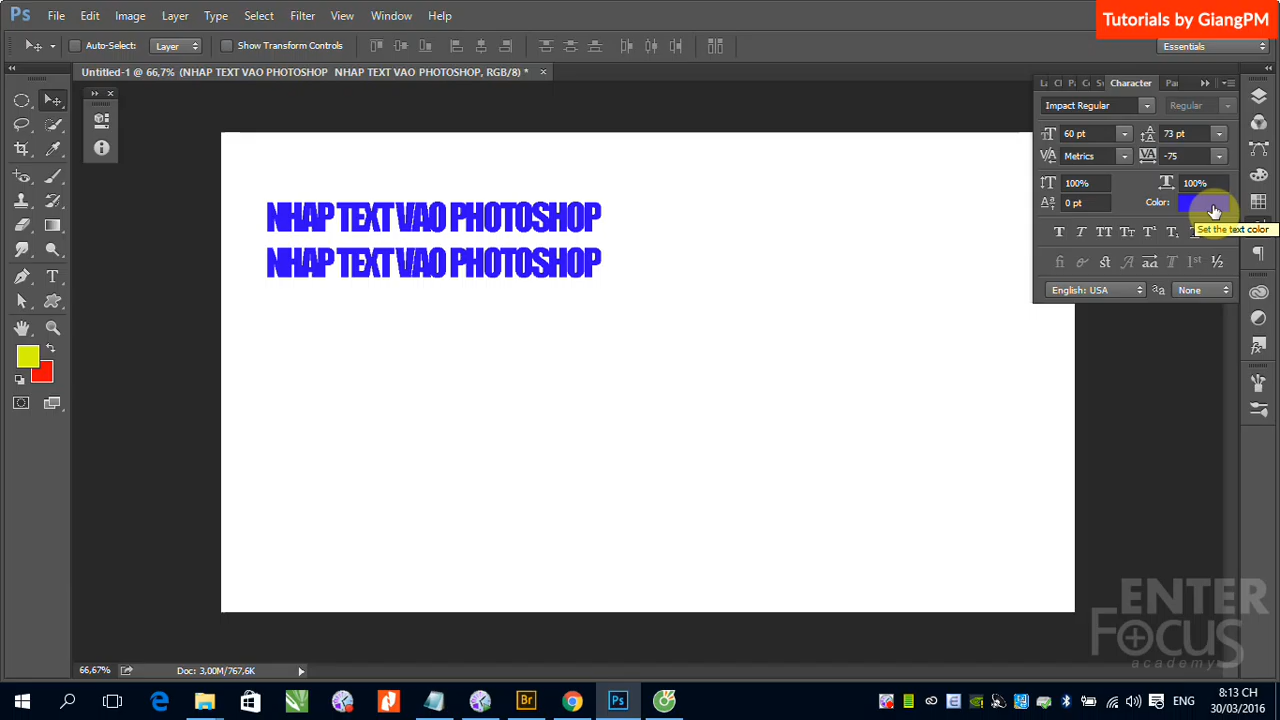 Ps File Edit Image Layer Type Select Filter View Window Help
Tutorials by GiangPM
Auto-Select: Layer Show Transform Controls
Essentials
Untitled-1 @ 66,7% (NHAP TEXT VAO PHOTOSHOP NHAP TEXT VAO PHOTOSHOP, RGB/8) *
Character
Impact Regular Regular
60 pt 73 pt
Metrics -75
100% 100%
0 pt Color:
Set the text color
English: USA None
NHAP TEXT VAO PHOTOSHOP
NHAP TEXT VAO PHOTOSHOP
ENTER
FOCUS
academy
66,67% Doc: 3,00M/767,6K
Br Ps ENG
8:13 CH
30/03/2016